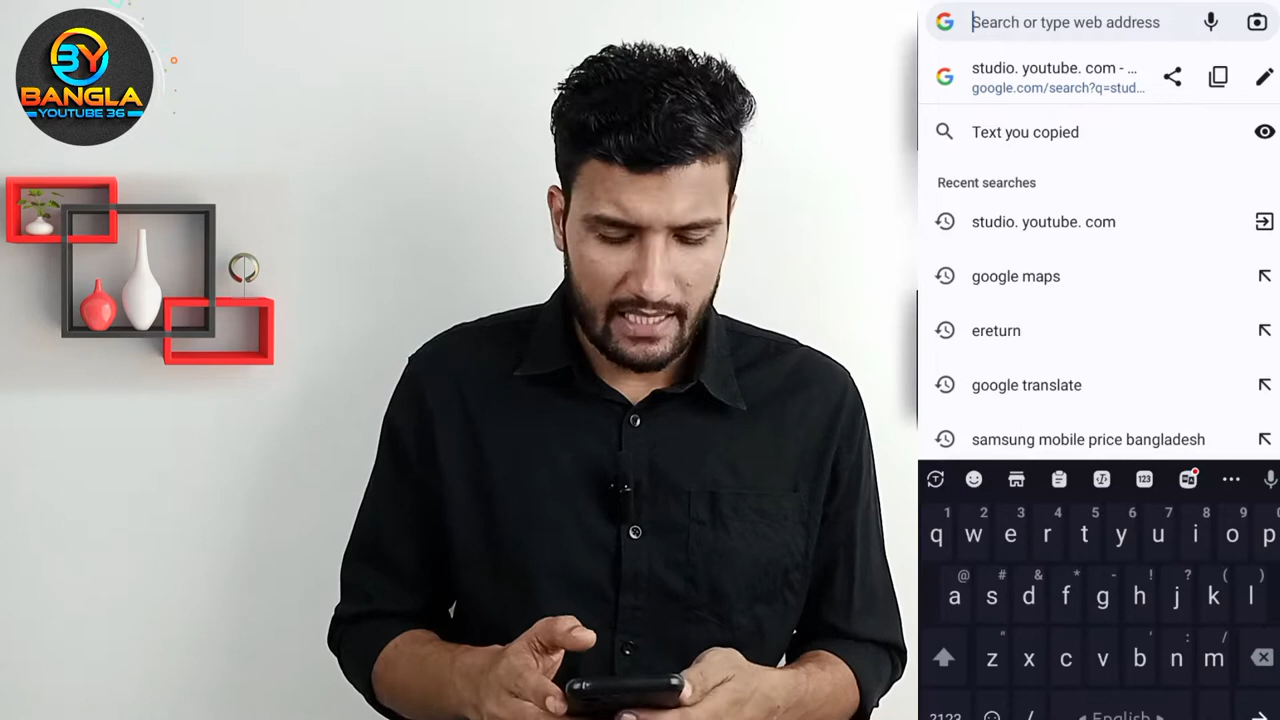 BY
BANGLA
YOUTUBE 36
Search or type web address
studio. youtube. com - ...
google.com/search?q=stud...
Text you copied
Recent searches
studio. youtube. com
google maps
ereturn
google translate
samsung mobile price bangladesh
123
1 2 3 4 5 6 7 8 9
q w e r t y u i o p
@ # & * - ! ? ( )
a s d f g h j k l
" ' : /
z x c v b n m
English